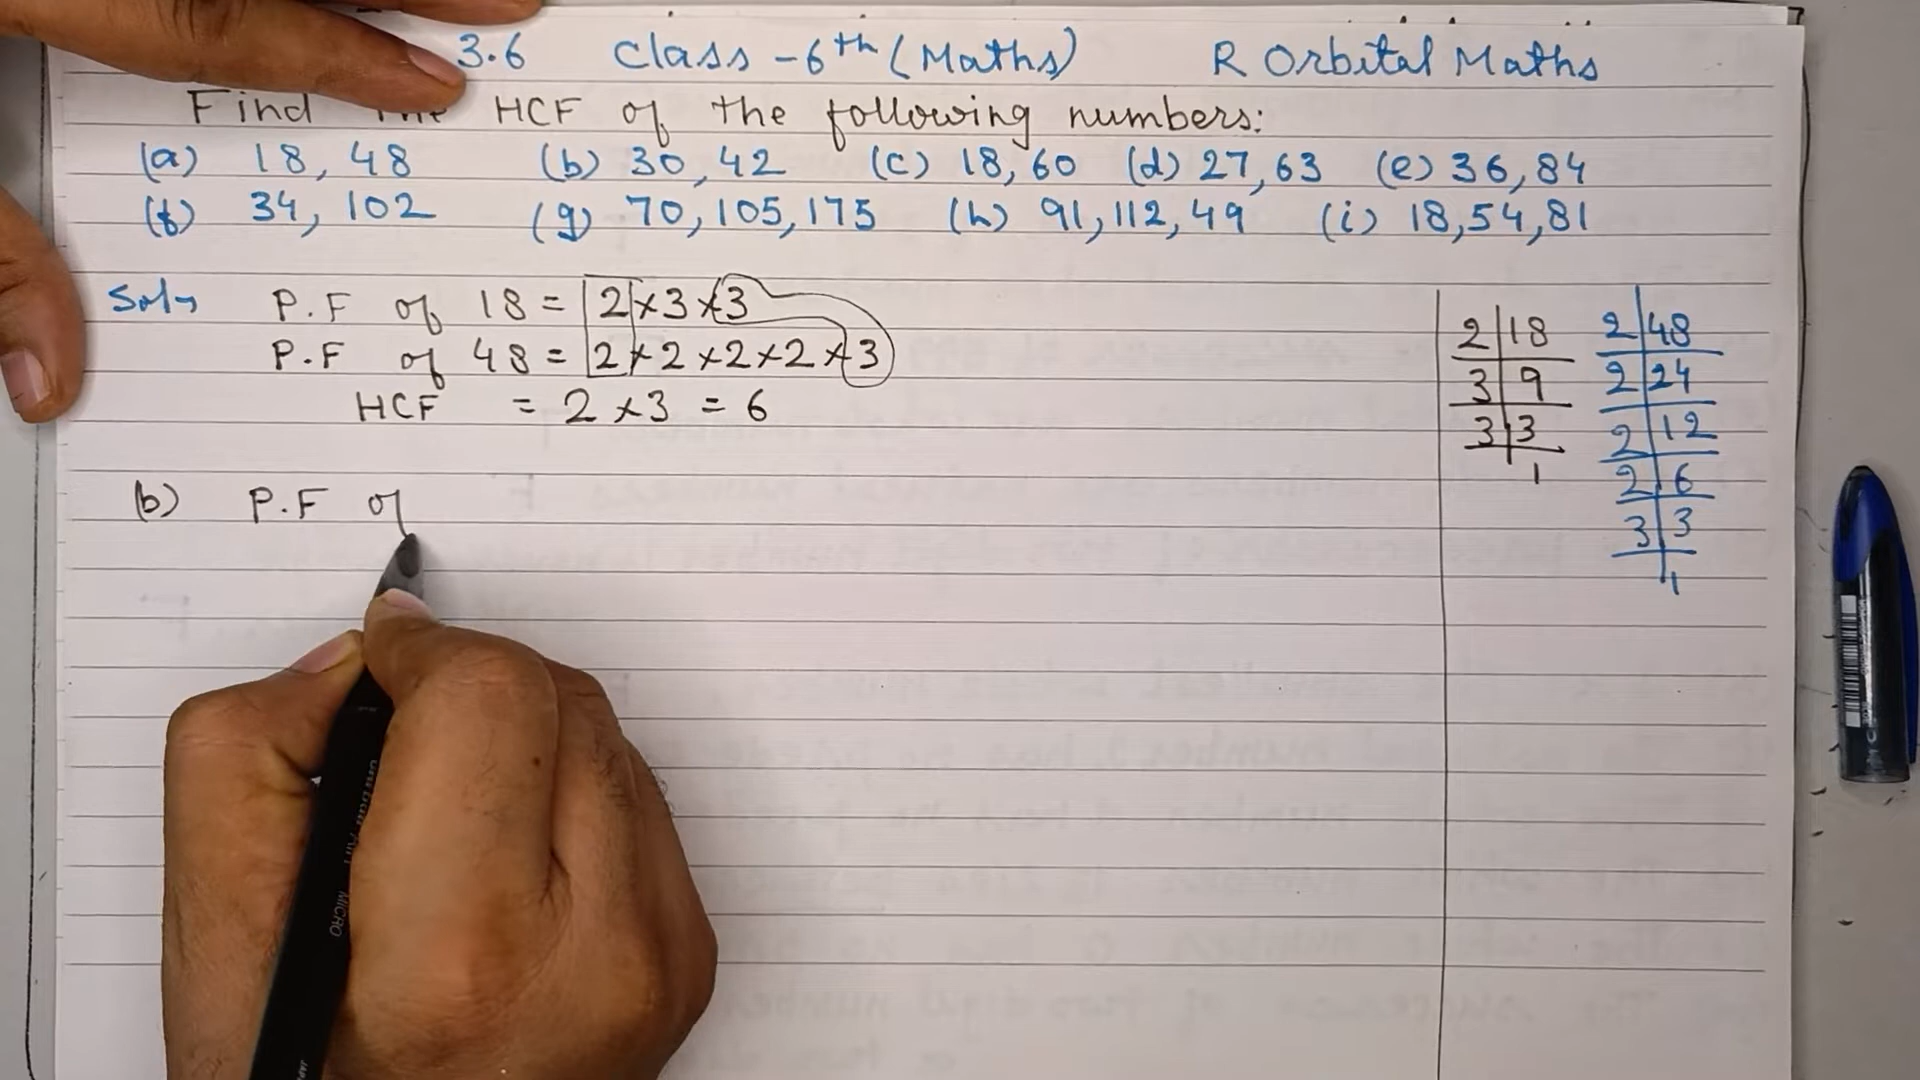 3.6 Class - 6th (Maths) R Orbital Maths
Find the HCF of the following numbers:
(a) 18, 48 (b) 30, 42 (c) 18, 60 (d) 27, 63 (e) 36, 84
(f) 34, 102 (g) 70, 105, 175 (h) 91, 112, 49 (i) 18, 54, 81
Soln P.F of 18 = 2 × 3 × 3
P.F of 48 = 2 × 2 × 2 × 2 × 3
HCF = 2 × 3 = 6
(b) P.F of
2 18
3 9
3 3
1
2 48
2 24
2 12
2 6
3 3
1
MICRO